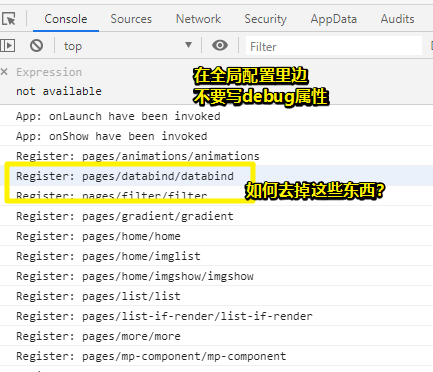 Console Sources Security AppData Audits
top Filter
Expression
not available
在全局配置里边
不要写debug属性
App: onLaunch have been invoked
App: onShow have been invoked
Register: pages/animations/animations
Register: pages/databind/databind
如何去掉这些东西？
Register: pages/filter/filter
Register: pages/gradient/gradient
Register: pages/home/home
Register: pages/home/imglist
Register: pages/home/imgshow/imgshow
Register: pages/list/list
Register: pages/list-if-render/list-if-render
Register: pages/more/more
Register: pages/mp-component/mp-component